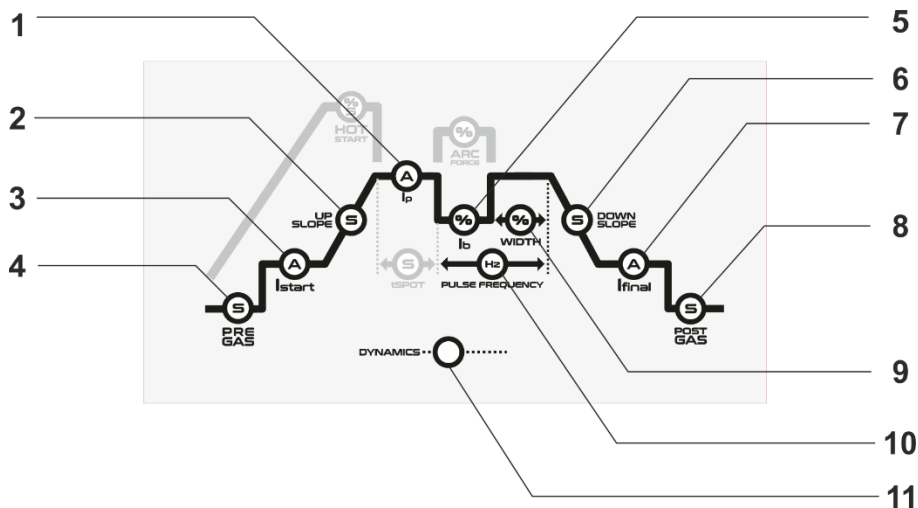 1
2
3
4
5
6
7
8
9
10
11
%
S
HOT
START
%
ARC
FORCE
A
Ip
UP
SLOPE
S
%
Ib
%
WIDTH
S
DOWN
SLOPE
A
Istart
S
tSPOT
Hz
PULSE FREQUENCY
A
Ifinal
S
PRE
GAS
S
POST
GAS
DYNAMICS